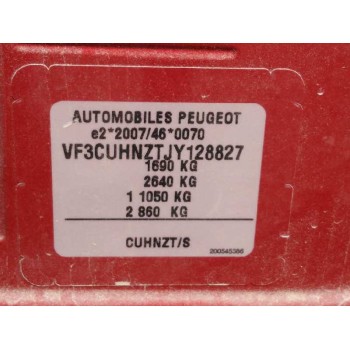 AUTOMOBILES PEUGEOT
e2*2007/46*0070
VF3CUHNZTJY128827
1690 KG
2640 KG
1 1050 KG
2 860 KG
CUHNZT/S
200545386